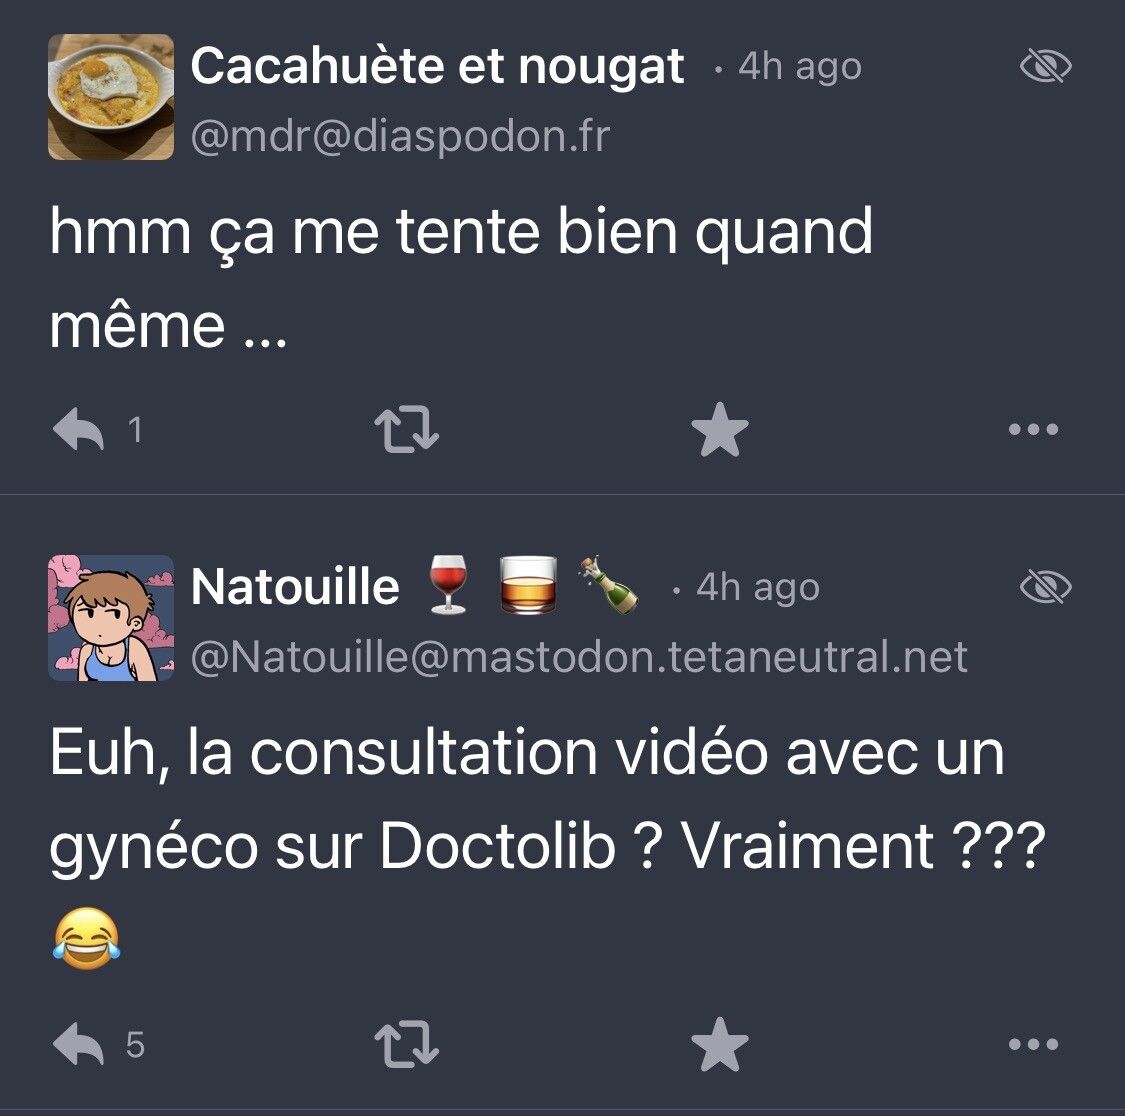 Cacahuète et nougat · 4h ago
@mdr@diaspodon.fr
hmm ça me tente bien quand
même ...
1
Natouille 🍷 🥃 🍾 · 4h ago
@Natouille@mastodon.tetaneutral.net
Euh, la consultation vidéo avec un
gynéco sur Doctolib ? Vraiment ???
😂
5